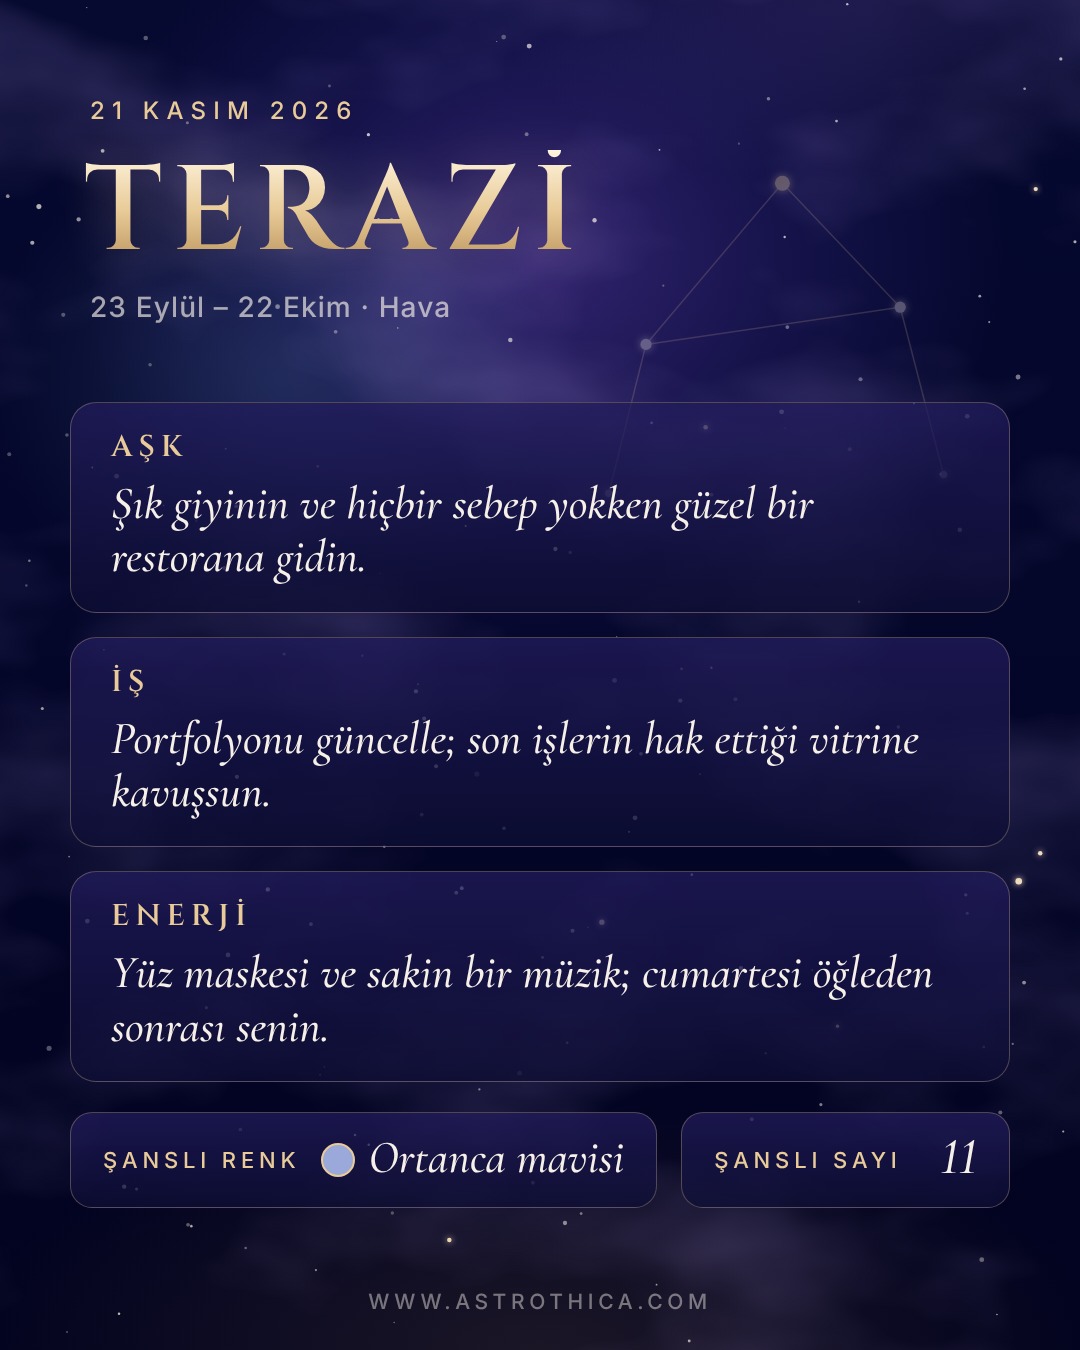 21 KASIM 2026
TERAZİ
23 Eylül – 22 Ekim · Hava
AŞK
Şık giyinin ve hiçbir sebep yokken güzel bir
restorana gidin.
İŞ
Portfolyonu güncelle; son işlerin hak ettiği vitrine
kavuşsun.
ENERJİ
Yüz maskesi ve sakin bir müzik; cumartesi öğleden
sonrası senin.
ŞANSLI RENK Ortanca mavisi
ŞANSLI SAYI 11
WWW.ASTROTHICA.COM